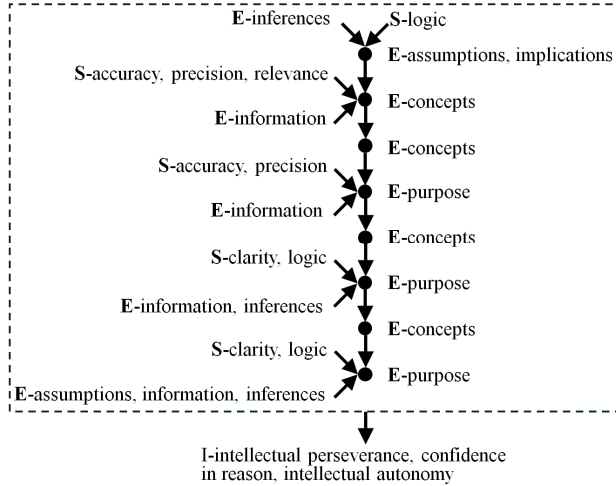 E-inferences
S-logic
E-assumptions, implications
S-accuracy, precision, relevance
E-concepts
E-information
E-concepts
S-accuracy, precision
E-purpose
E-information
E-concepts
S-clarity, logic
E-purpose
E-information, inferences
E-concepts
S-clarity, logic
E-purpose
E-assumptions, information, inferences
I-intellectual perseverance, confidence
in reason, intellectual autonomy